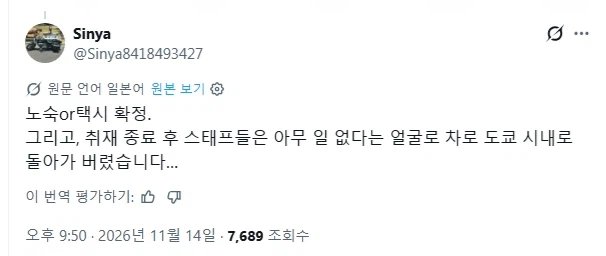 Sinya
@Sinya8418493427
원문 언어 일본어 원본 보기
노숙or택시 확정.
그리고, 취재 종료 후 스태프들은 아무 일 없다는 얼굴로 차로 도쿄 시내로
돌아가 버렸습니다...
이 번역 평가하기:
오후 9:50 · 2026년 11월 14일 · 7,689 조회수